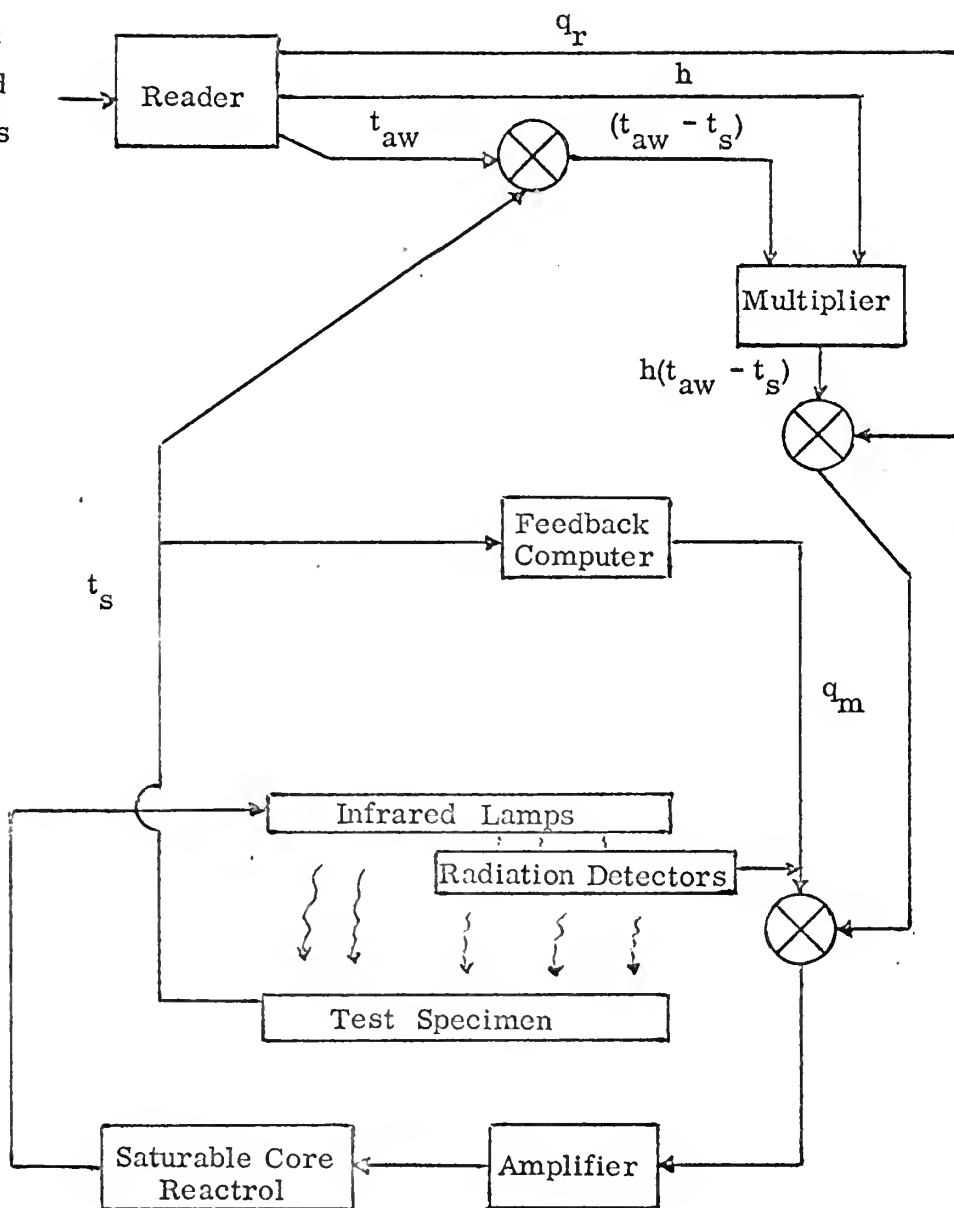 q_r
Reader
h
t_aw
(t_aw - t_s)
Multiplier
h(t_aw - t_s)
Feedback
Computer
t_s
q_m
Infrared Lamps
Radiation Detectors
Test Specimen
Saturable Core
Reactrol
Amplifier